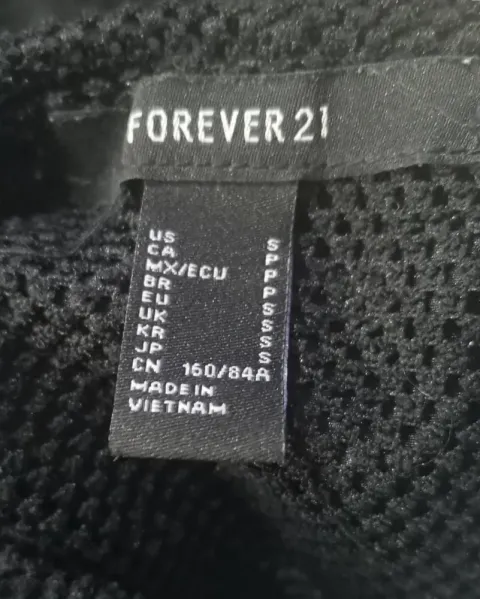 FOREVER 21
US S
CA P
MX/ECU P
BR P
EU S
UK S
KR S
JP S
CN 160/84A
MADE IN
VIETNAM